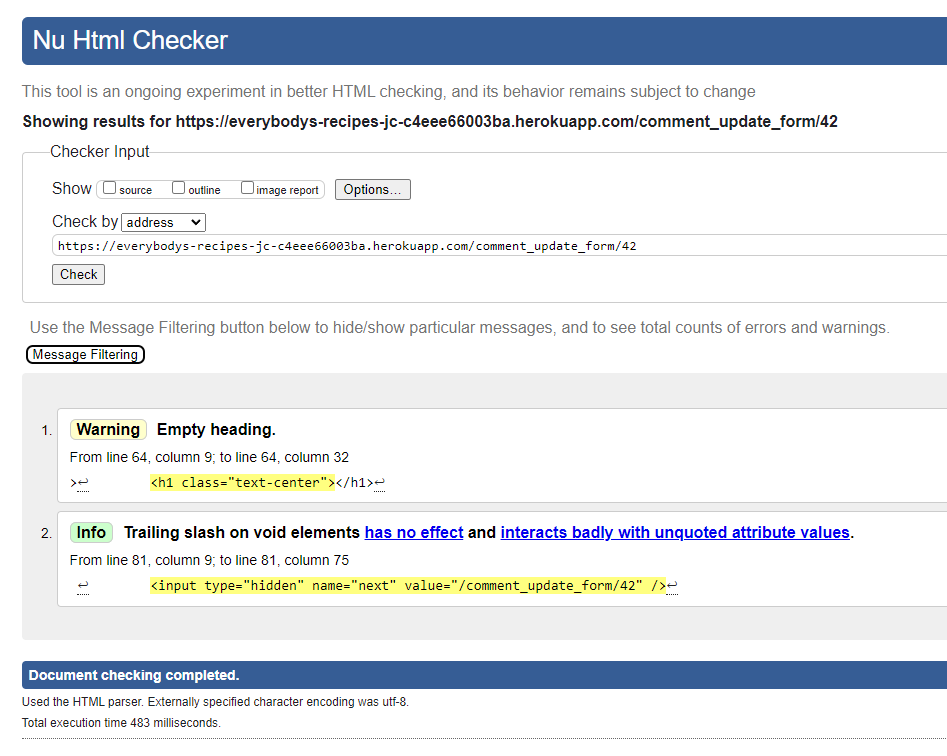 Nu Html Checker
This tool is an ongoing experiment in better HTML checking, and its behavior remains subject to change
Showing results for https://everybodys-recipes-jc-c4eee66003ba.herokuapp.com/comment_update_form/42
Checker Input
Show source outline image report Options...
Check by address
https://everybodys-recipes-jc-c4eee66003ba.herokuapp.com/comment_update_form/42
Check
Use the Message Filtering button below to hide/show particular messages, and to see total counts of errors and warnings.
Message Filtering
1. Warning Empty heading.
From line 64, column 9; to line 64, column 32
>↩ <h1 class="text-center"></h1>↩
2. Info Trailing slash on void elements has no effect and interacts badly with unquoted attribute values.
From line 81, column 9; to line 81, column 75
↩ <input type="hidden" name="next" value="/comment_update_form/42" />↩
Document checking completed.
Used the HTML parser. Externally specified character encoding was utf-8.
Total execution time 483 milliseconds.